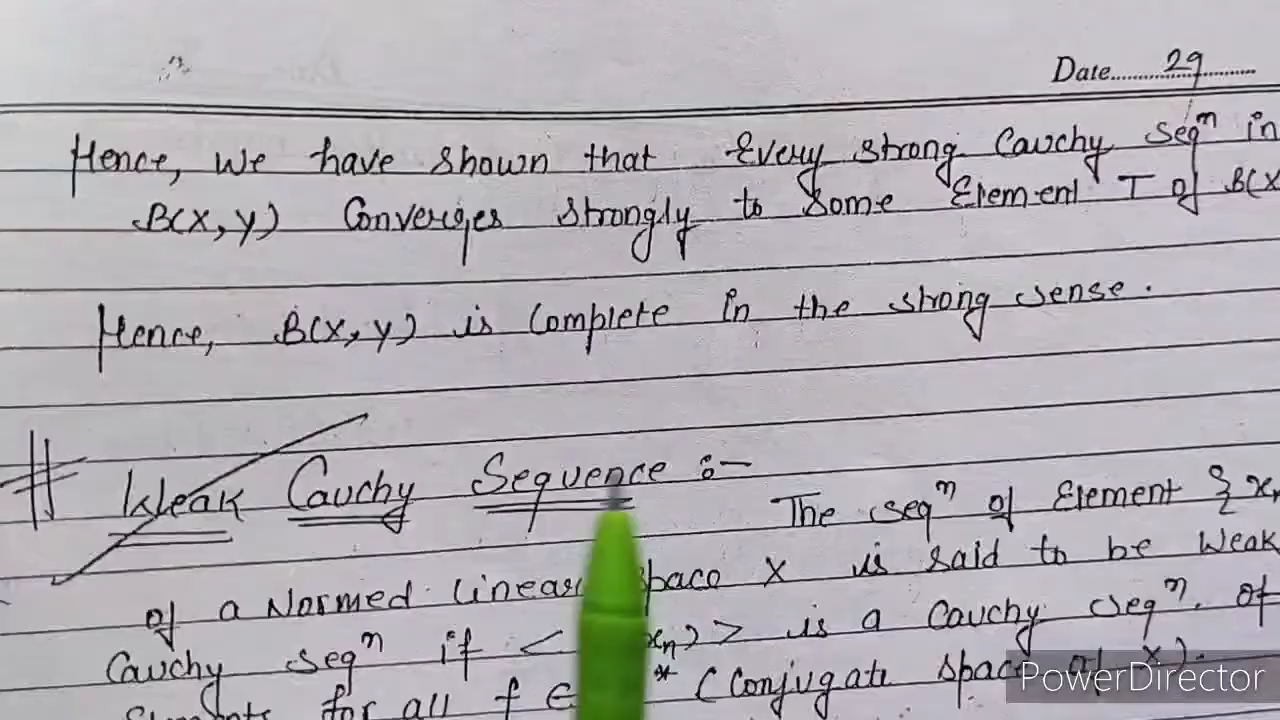 Date 29
Hence, we have shown that Every strong Cauchy seqⁿ in
B(X, Y) Converges strongly to some Element T of B(X
Hence, B(X, Y) is complete in the strong sense.
# Weak Cauchy Sequence :-
The seqⁿ of Element {xn
of a Normed linear space X is said to be Weak
Cauchy seqⁿ if < xn) > is a Cauchy seqⁿ. of
for all f ∈ * (Conjugate space of X).
PowerDirector